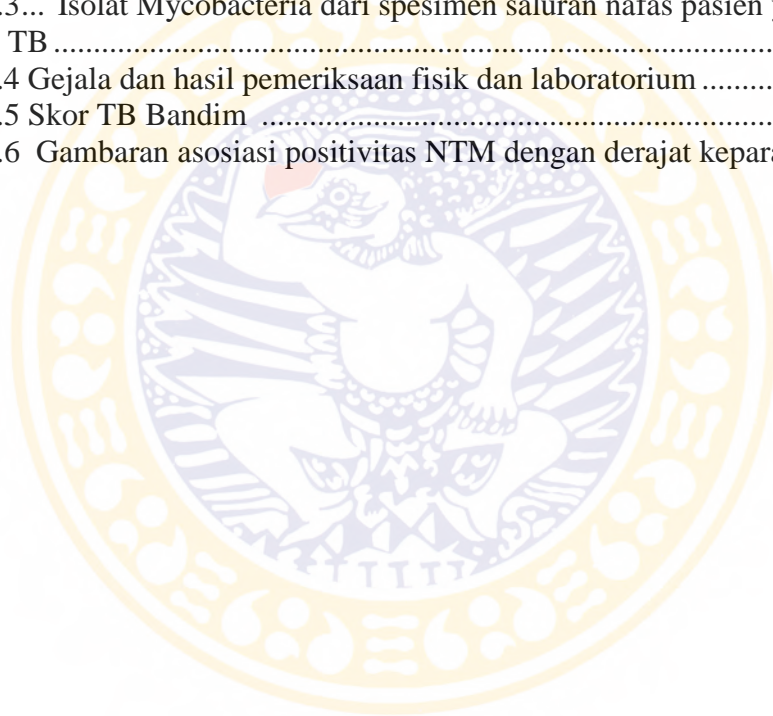 .3... Isolat Mycobacteria dari spesimen saluran nafas pasien
TB ........................................................................................
.4 Gejala dan hasil pemeriksaan fisik dan laboratorium .........
.5 Skor TB Bandim ................................................................
.6 Gambaran asosiasi positivitas NTM dengan derajat